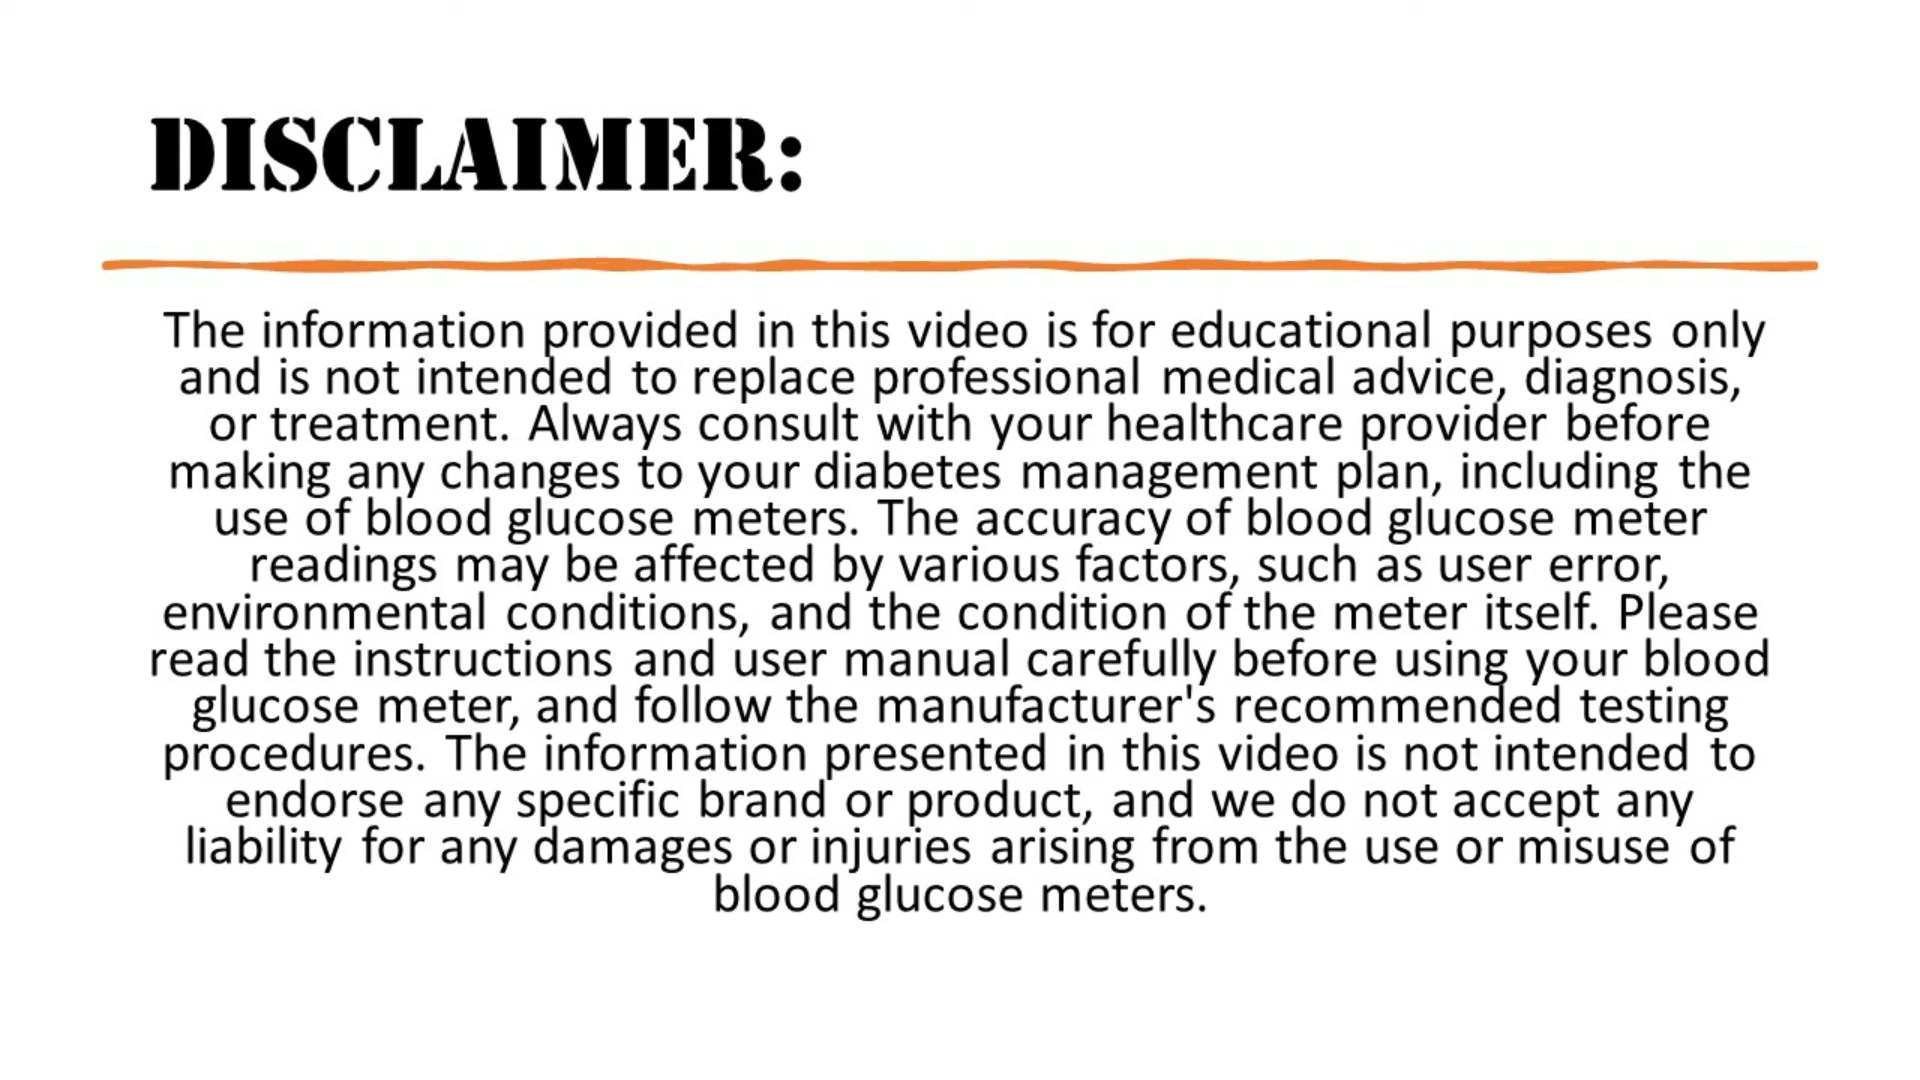 DISCLAIMER:
The information provided in this video is for educational purposes only
and is not intended to replace professional medical advice, diagnosis,
or treatment. Always consult with your healthcare provider before
making any changes to your diabetes management plan, including the
use of blood glucose meters. The accuracy of blood glucose meter
readings may be affected by various factors, such as user error,
environmental conditions, and the condition of the meter itself. Please
read the instructions and user manual carefully before using your blood
glucose meter, and follow the manufacturer's recommended testing
procedures. The information presented in this video is not intended to
endorse any specific brand or product, and we do not accept any
liability for any damages or injuries arising from the use or misuse of
blood glucose meters.